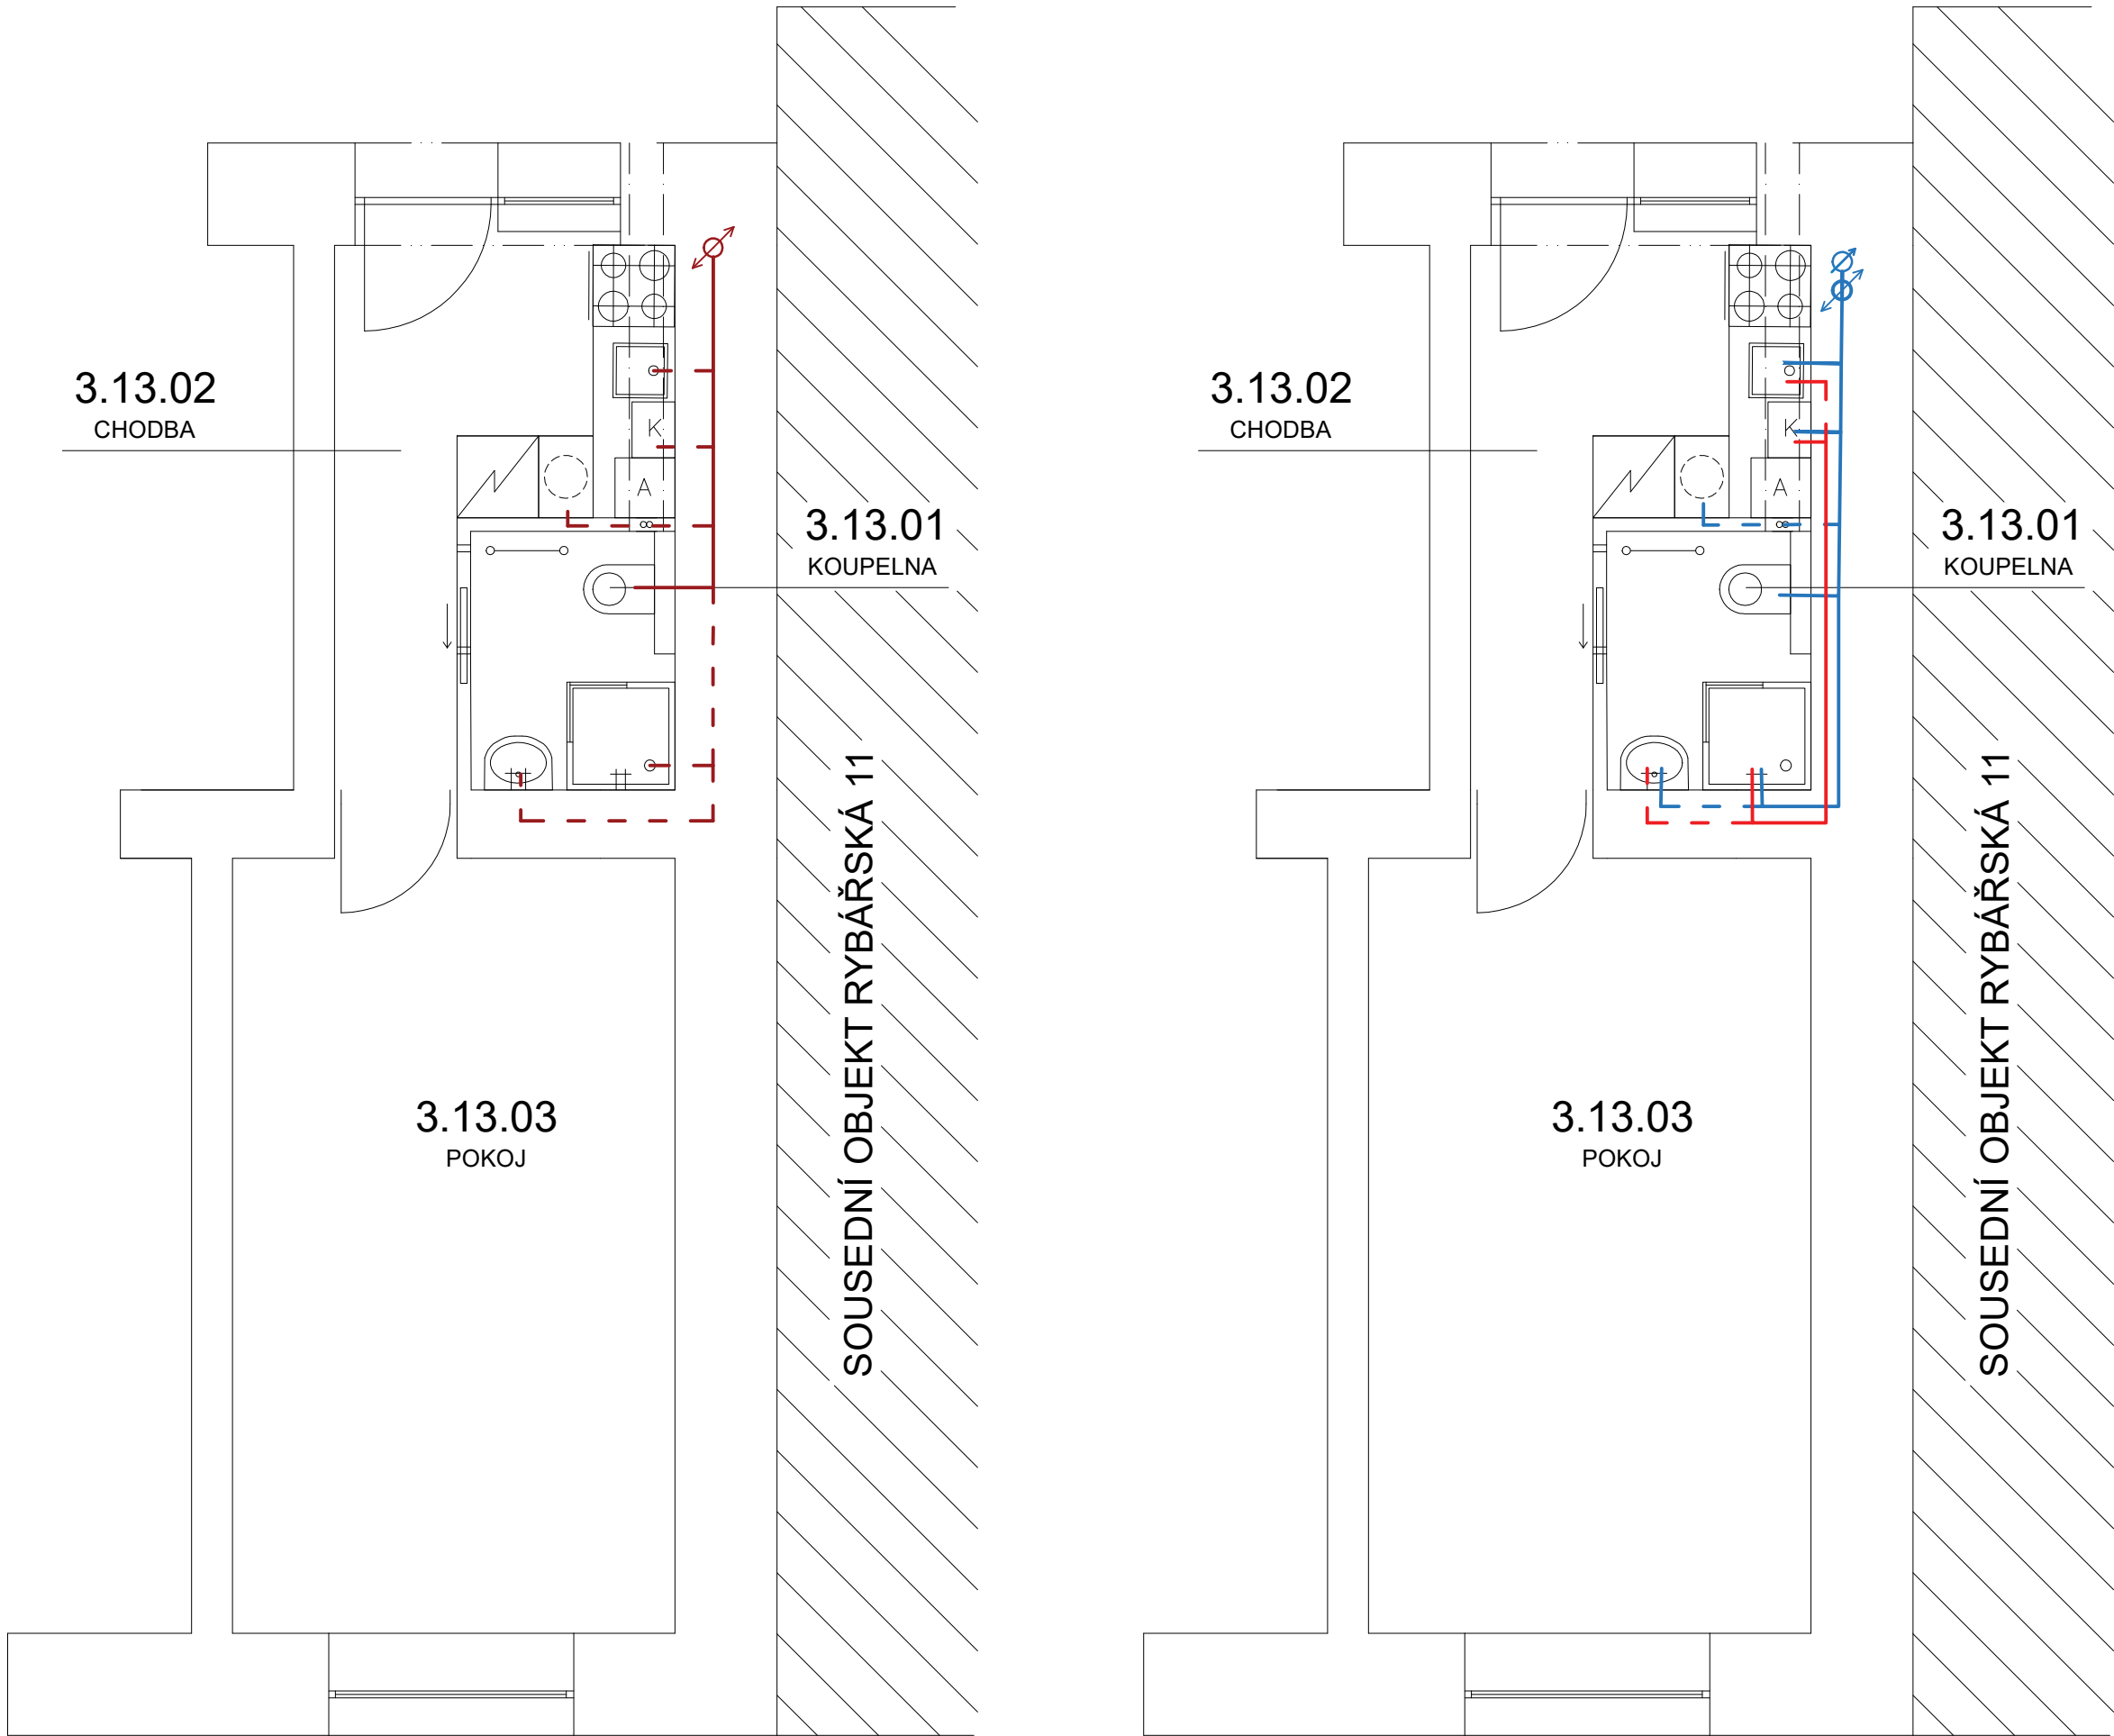 3.13.02
CHODBA
K
A
3.13.01
KOUPELNA
SOUSEDNÍ OBJEKT RYBÁŘSKÁ 11
3.13.03
POKOJ
3.13.02
CHODBA
K
A
3.13.01
KOUPELNA
SOUSEDNÍ OBJEKT RYBÁŘSKÁ 11
3.13.03
POKOJ